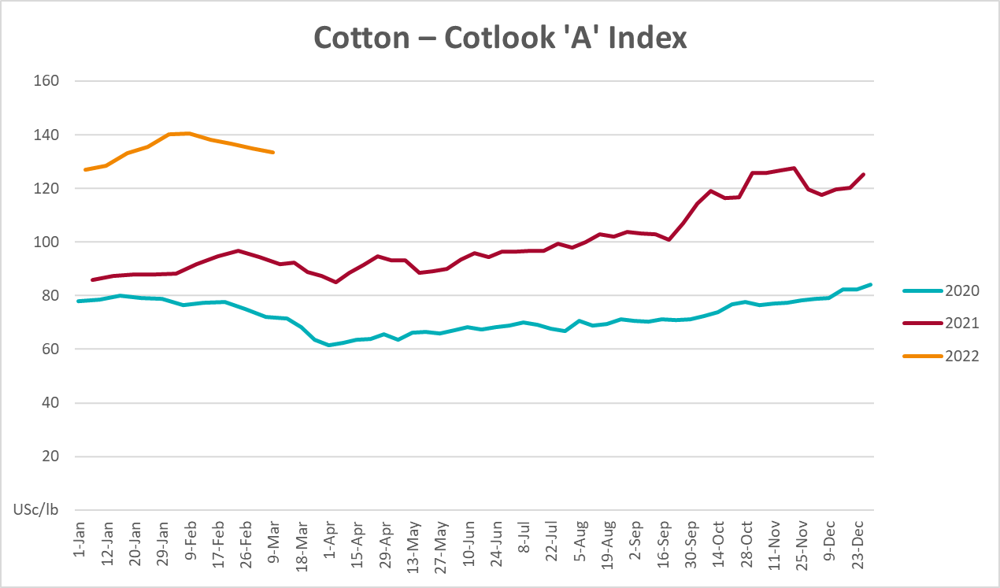 Cotton – Cotlook 'A' Index
160
140
120
100
80
60
40
20
USc/lb
1-Jan
12-Jan
20-Jan
29-Jan
9-Feb
17-Feb
26-Feb
9-Mar
18-Mar
1-Apr
15-Apr
29-Apr
13-May
27-May
10-Jun
24-Jun
8-Jul
22-Jul
5-Aug
19-Aug
2-Sep
16-Sep
30-Sep
14-Oct
28-Oct
11-Nov
25-Nov
9-Dec
23-Dec
2020
2021
2022